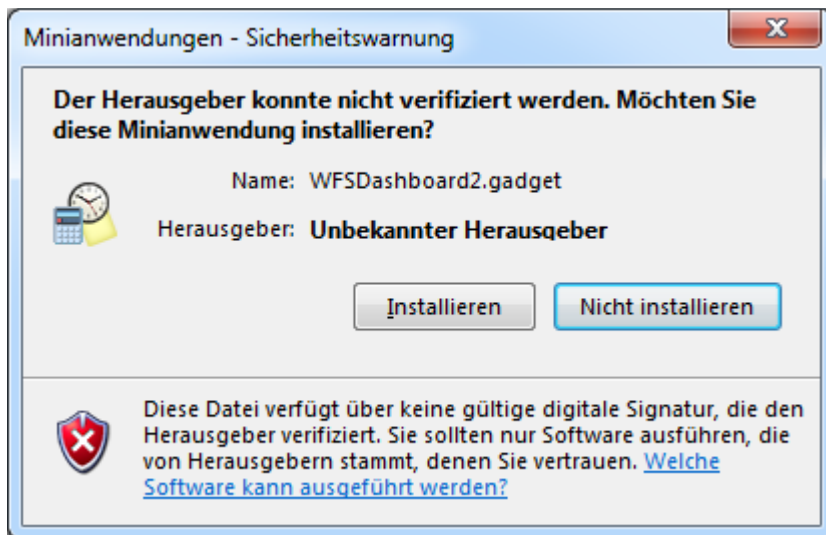 Minianwendungen - Sicherheitswarnung
Der Herausgeber konnte nicht verifiziert werden. Möchten Sie
diese Minianwendung installieren?
Name: WFSDashboard2.gadget
Herausgeber: Unbekannter Herausgeber
Installieren Nicht installieren
Diese Datei verfügt über keine gültige digitale Signatur, die den
Herausgeber verifiziert. Sie sollten nur Software ausführen, die
von Herausgebern stammt, denen Sie vertrauen. Welche
Software kann ausgeführt werden?